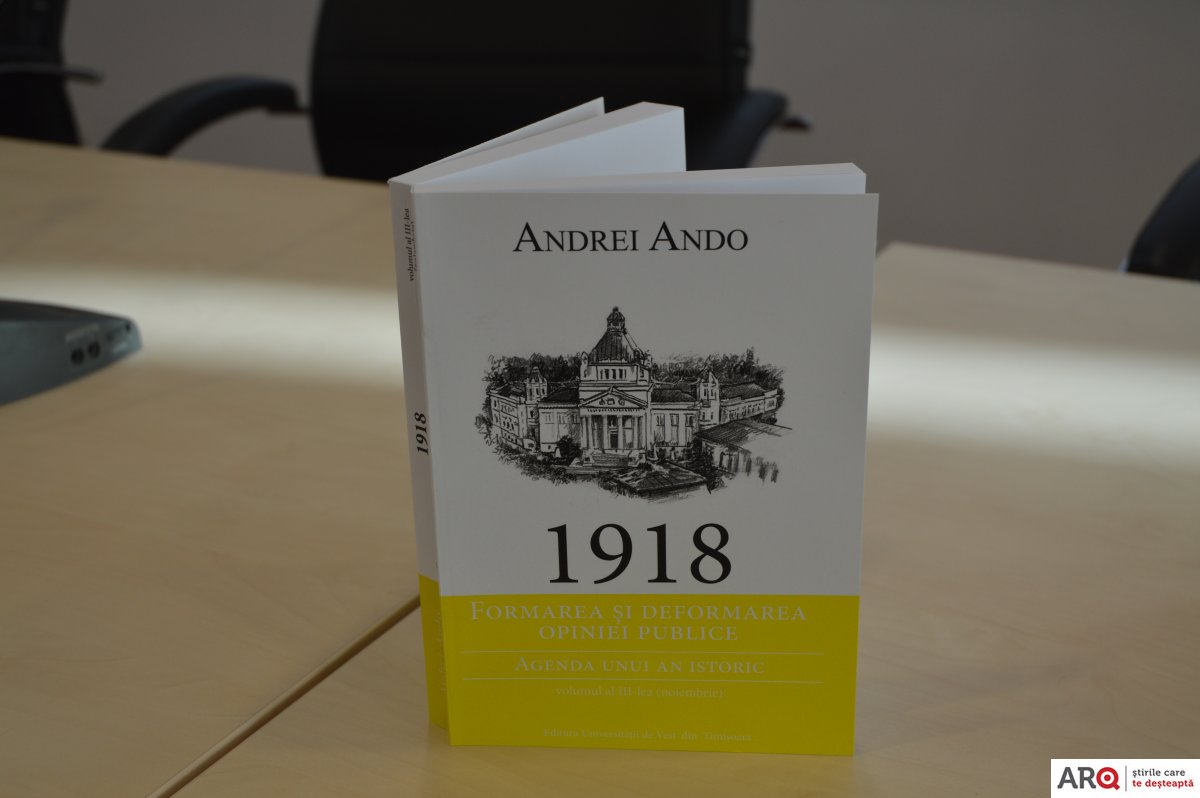 ANDREI ANDO
1918
FORMAREA ȘI DEFORMAREA
OPINIEI PUBLICE
AGENDA UNUI AN ISTORIC
volumul al III-lea (noiembrie)
Editura Universității de Vest din Timișoara
volumul al III-lea
1918
ARQ
știrile care
te deșteaptă